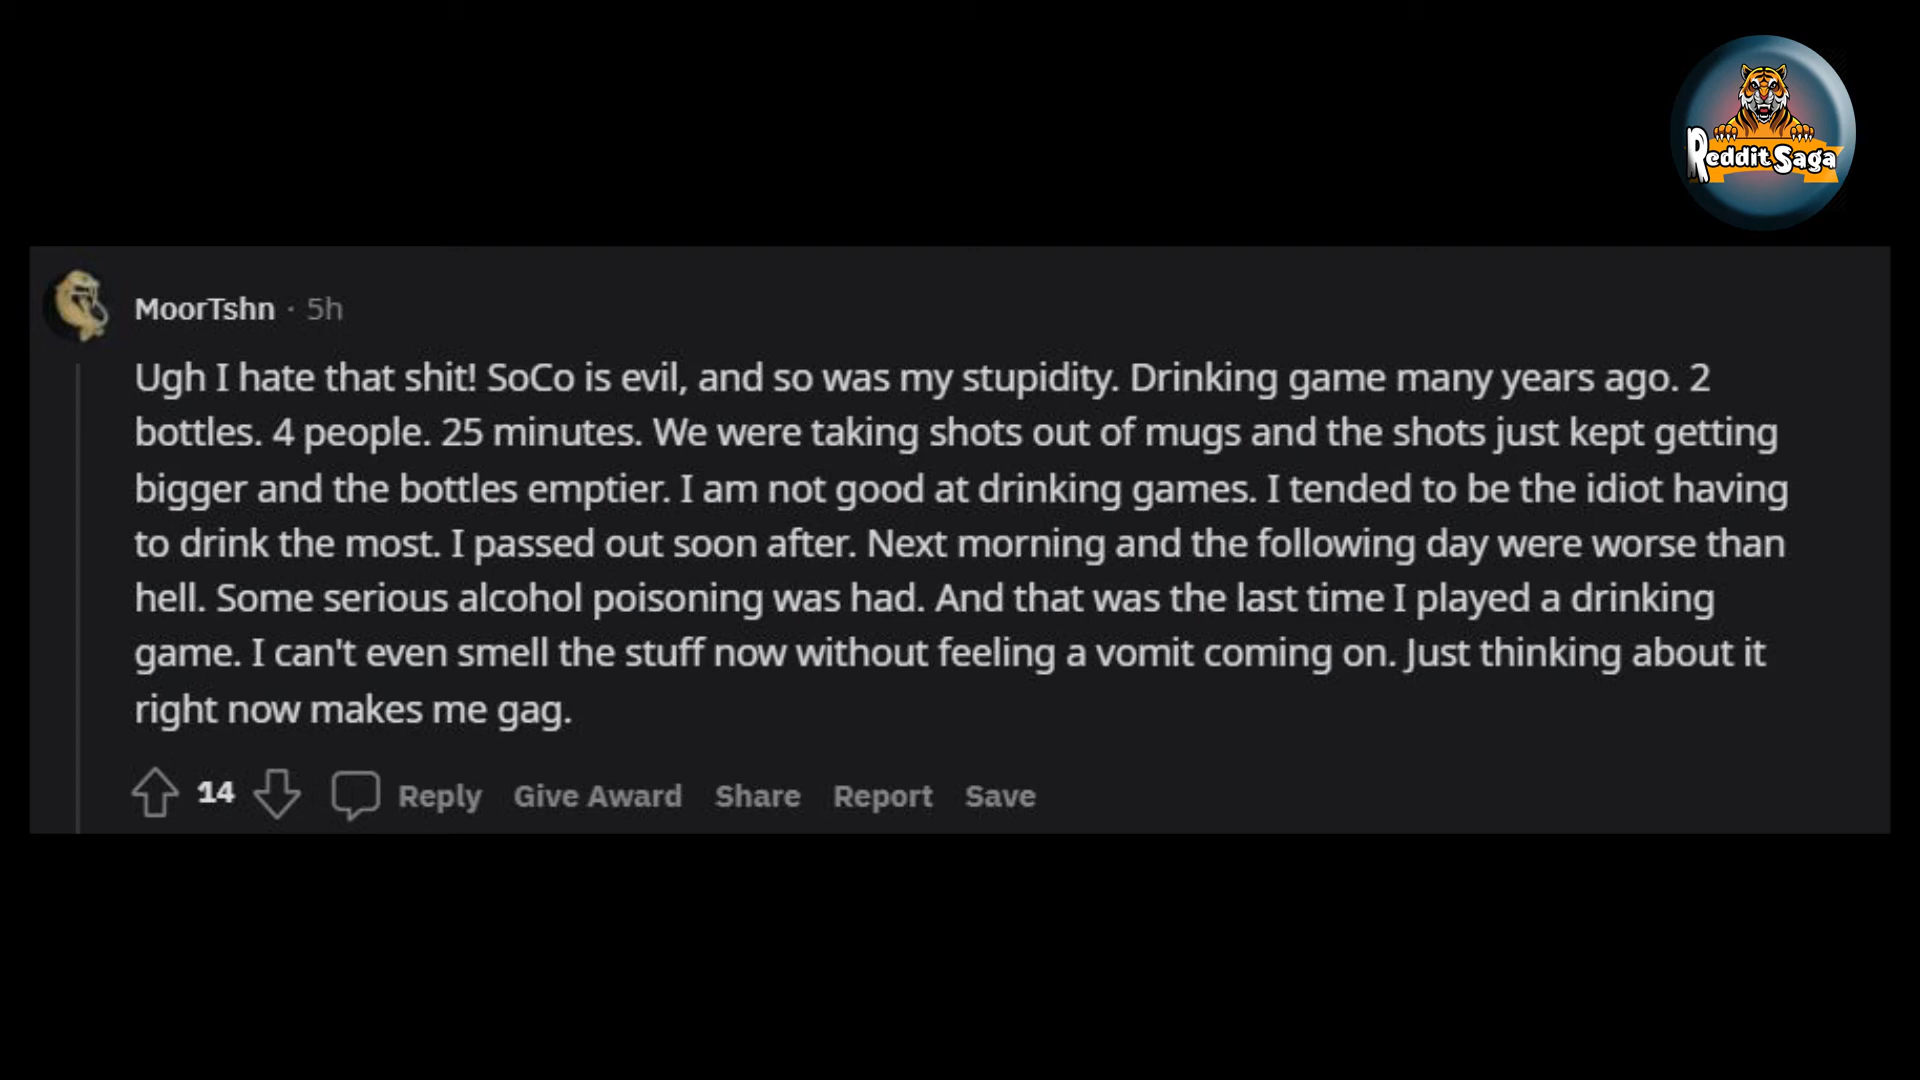 Reddit Saga
MoorTshn · 5h
Ugh I hate that shit! SoCo is evil, and so was my stupidity. Drinking game many years ago. 2
bottles. 4 people. 25 minutes. We were taking shots out of mugs and the shots just kept getting
bigger and the bottles emptier. I am not good at drinking games. I tended to be the idiot having
to drink the most. I passed out soon after. Next morning and the following day were worse than
hell. Some serious alcohol poisoning was had. And that was the last time I played a drinking
game. I can't even smell the stuff now without feeling a vomit coming on. Just thinking about it
right now makes me gag.
14 Reply Give Award Share Report Save